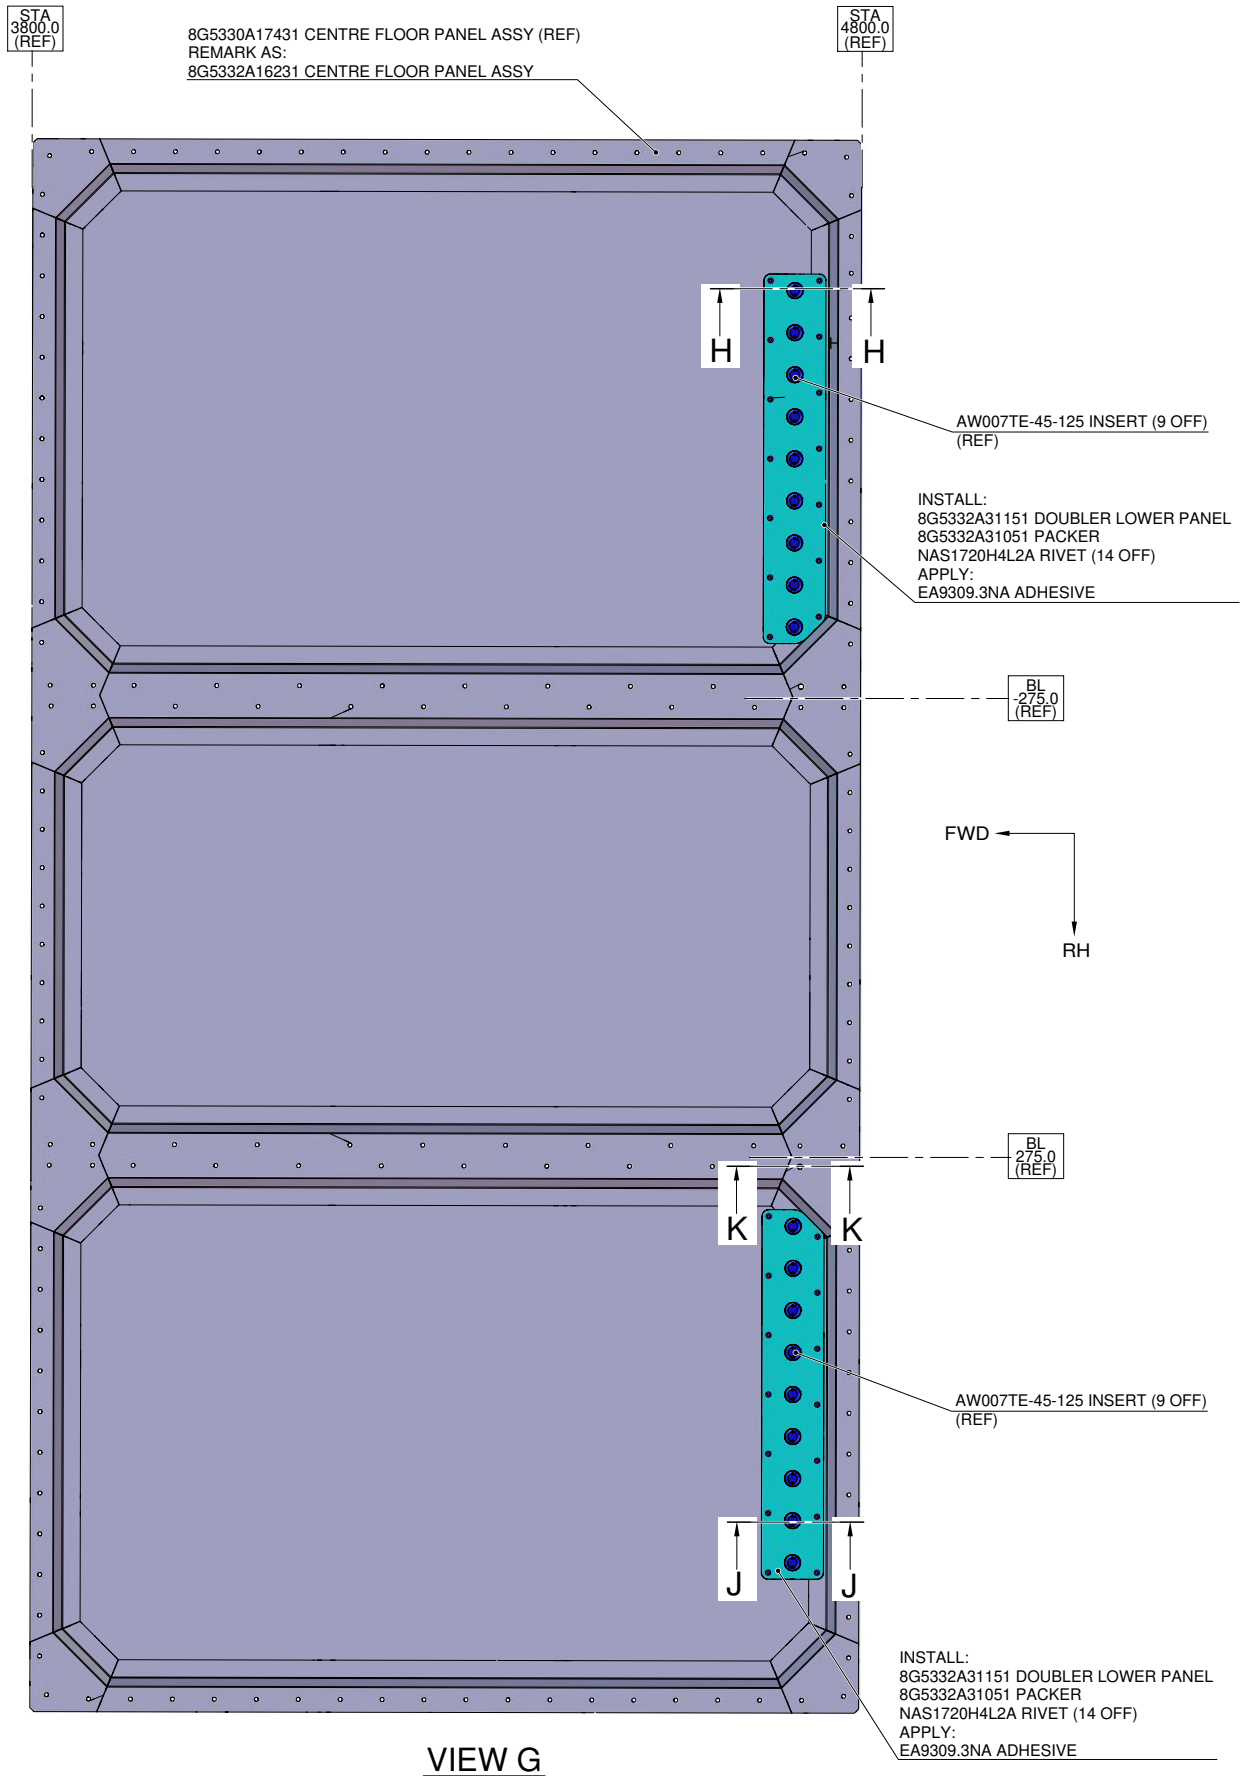 STA
3800.0
(REF)
STA
4800.0
(REF)
8G5330A17431 CENTRE FLOOR PANEL ASSY (REF)
REMARK AS:
8G5332A16231 CENTRE FLOOR PANEL ASSY
H
H
AW007TE-45-125 INSERT (9 OFF)
(REF)
INSTALL:
8G5332A31151 DOUBLER LOWER PANEL
8G5332A31051 PACKER
NAS1720H4L2A RIVET (14 OFF)
APPLY:
EA9309.3NA ADHESIVE
BL
-275.0
(REF)
FWD
RH
BL
275.0
(REF)
K
K
AW007TE-45-125 INSERT (9 OFF)
(REF)
J
J
INSTALL:
8G5332A31151 DOUBLER LOWER PANEL
8G5332A31051 PACKER
NAS1720H4L2A RIVET (14 OFF)
APPLY:
EA9309.3NA ADHESIVE
VIEW G